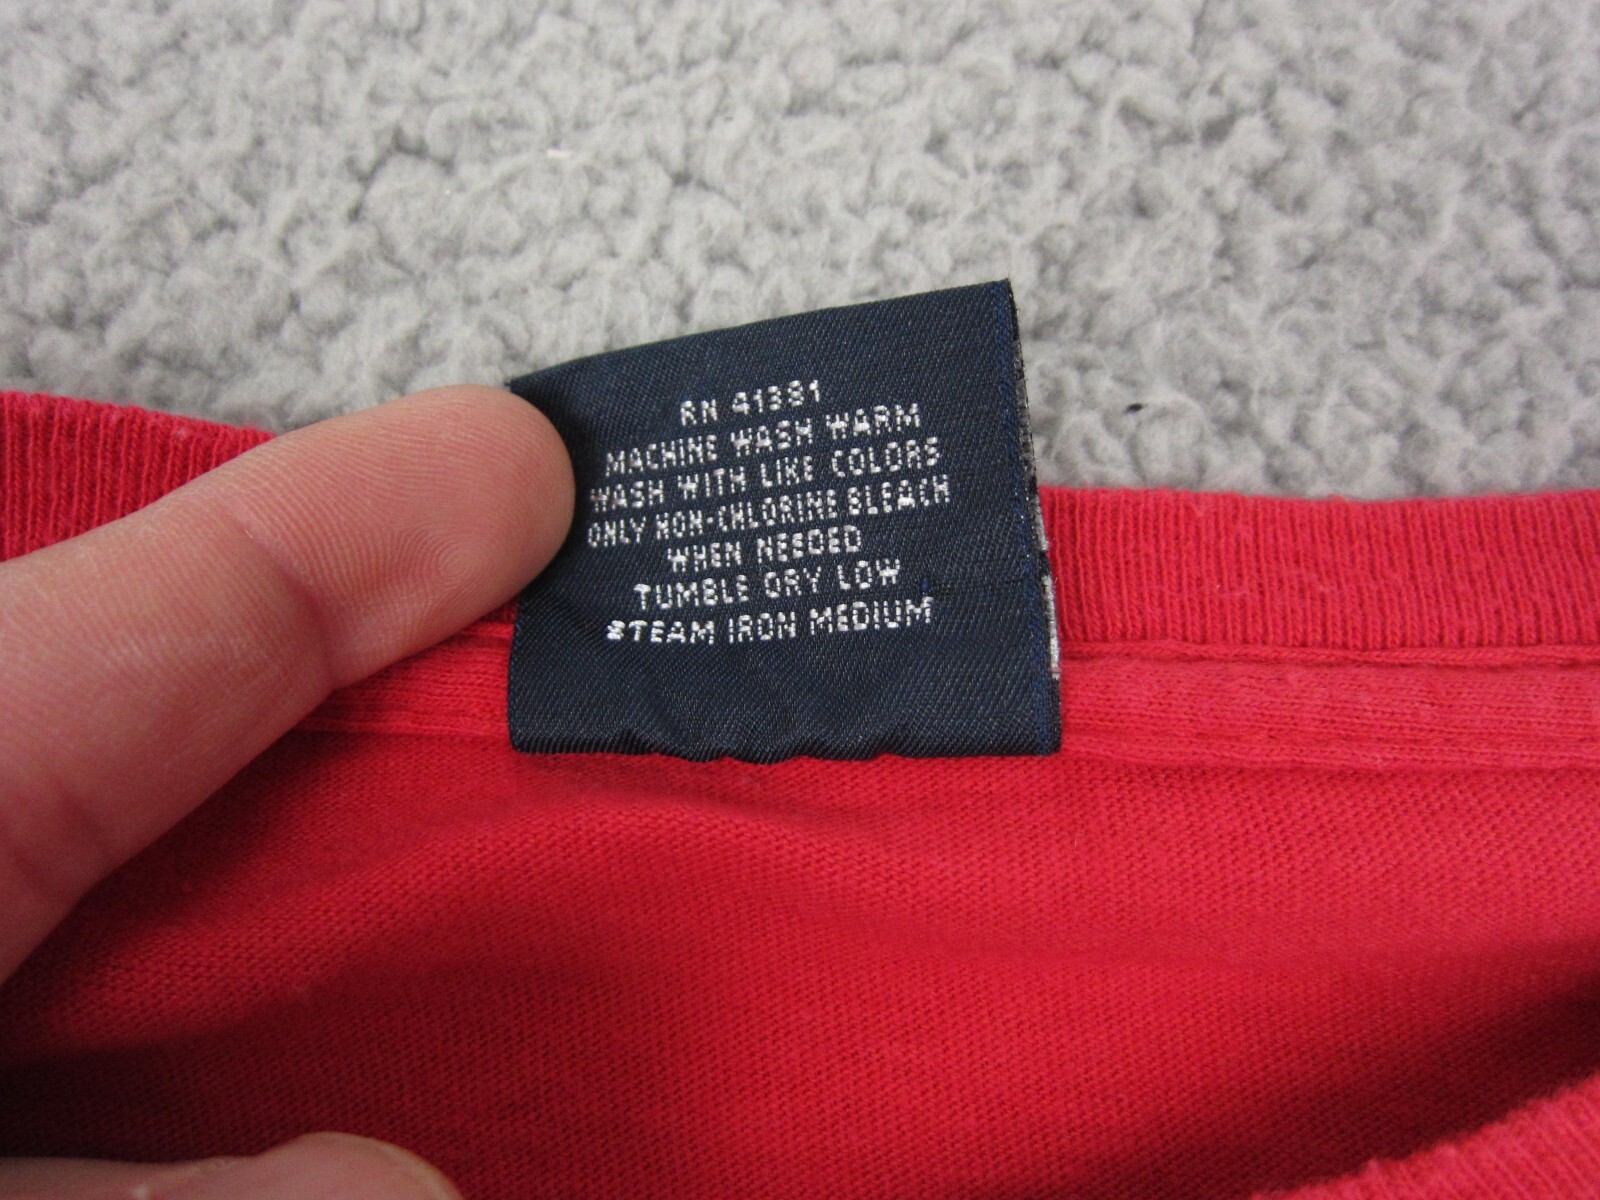 RN 41381
MACHINE WASH WARM
WASH WITH LIKE COLORS
ONLY NON-CHLORINE BLEACH
WHEN NEEDED
TUMBLE DRY LOW
STEAM IRON MEDIUM